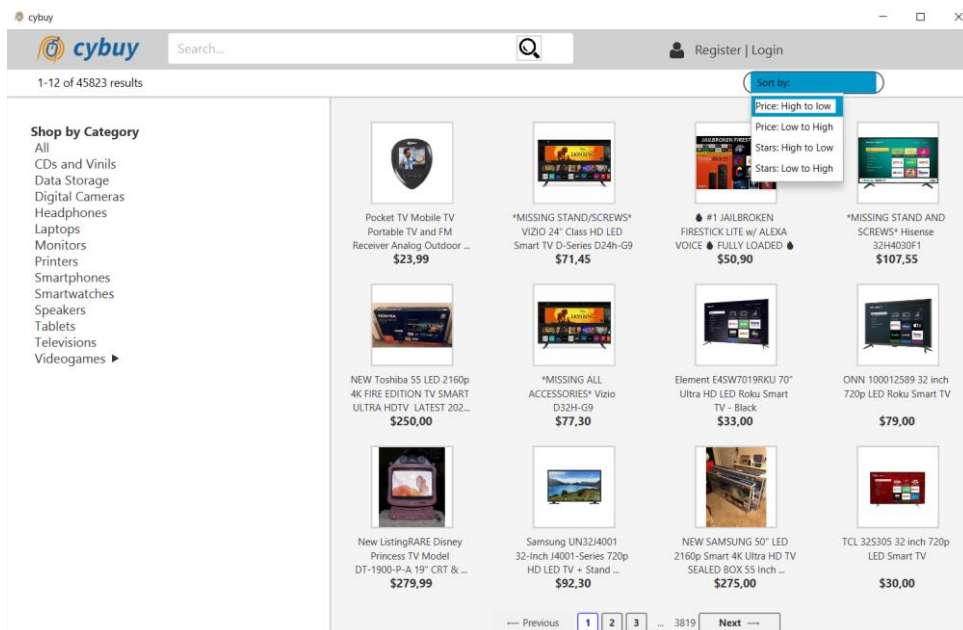 cybuy
cybuy
Search...
Register | Login
1-12 of 45823 results
Sort by:
Price: High to low
Price: Low to High
Stars: High to Low
Stars: Low to High
Shop by Category
All
CDs and Vinils
Data Storage
Digital Cameras
Headphones
Laptops
Monitors
Printers
Smartphones
Smartwatches
Speakers
Tablets
Televisions
Videogames ▶
Pocket TV Mobile TV
Portable TV and FM
Receiver Analog Outdoor ...
$23,99
*MISSING STAND/SCREWS*
VIZIO 24" Class HD LED
Smart TV D-Series D24h-G9
$71,45
JAILBROKEN FIREST
#1 JAILBROKEN
FIRESTICK LITE w/ ALEXA
VOICE FULLY LOADED
$50,90
*MISSING STAND AND
SCREWS* Hisense
32H4030F1
$107,55
LION KING
TOSHIBA
NEW Toshiba 55 LED 2160p
4K FIRE EDITION TV SMART
ULTRA HDTV LATEST 202...
$250,00
LION KING
*MISSING ALL
ACCESSORIES* Vizio
D32H-G9
$77,30
Element E4SW7019RKU 70"
Ultra HD LED Roku Smart
TV - Black
$33,00
ONN 100012589 32 inch
720p LED Roku Smart TV
$79,00
New ListingRARE Disney
Princess TV Model
DT-1900-P-A 19" CRT & ...
$279,99
Samsung UN32J4001
32-Inch J4001-Series 720p
HD LED TV + Stand ...
$92,30
NEW SAMSUNG 50" LED
2160p Smart 4K Ultra HD TV
SEALED BOX 55 Inch ...
$275,00
TCL 32S305 32 inch 720p
LED Smart TV
$30,00
← Previous 1 2 3 ... 3819 Next →